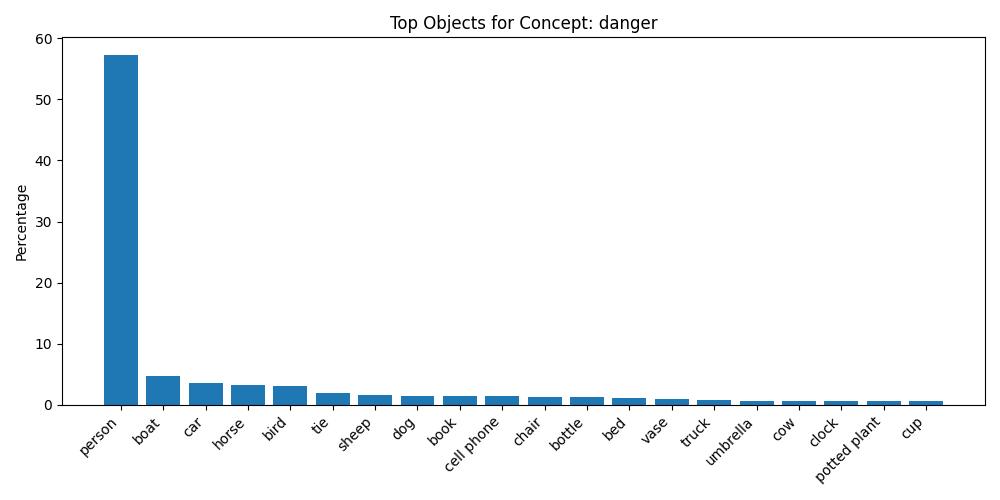 Top Objects for Concept: danger
Percentage
60
50
40
30
20
10
0
person
boat
car
horse
bird
tie
sheep
dog
book
cell phone
chair
bottle
bed
vase
truck
umbrella
cow
clock
potted plant
cup